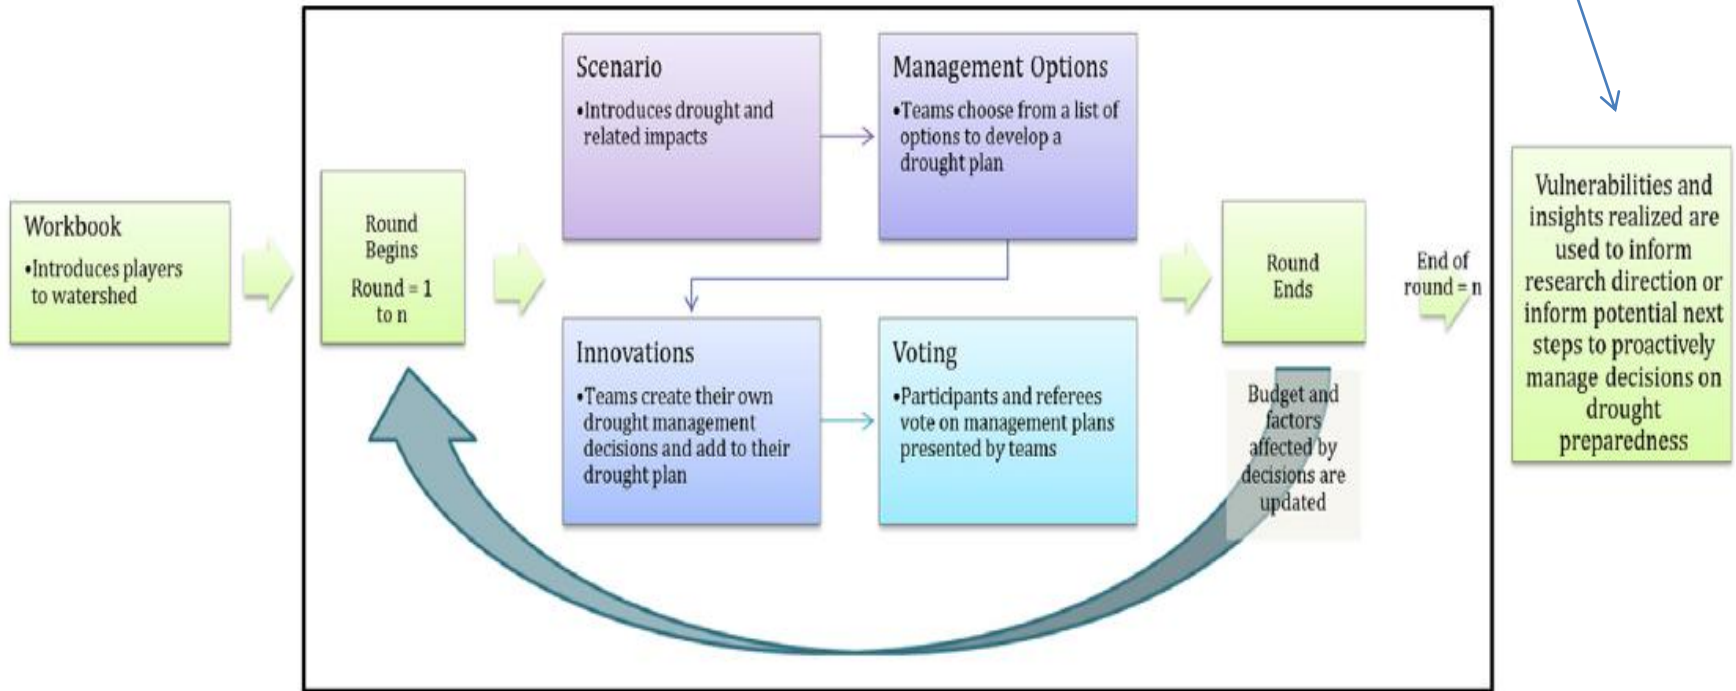 Workbook
•Introduces players
to watershed
Round
Begins
Round = 1
to n
Scenario
•Introduces drought and
related impacts
Management Options
•Teams choose from a list of
options to develop a
drought plan
Innovations
•Teams create their own
drought management
decisions and add to their
drought plan
Voting
•Participants and referees
vote on management plans
presented by teams
Round
Ends
Budget and
factors
affected by
decisions are
updated
End of
round = n
Vulnerabilities and
insights realized are
used to inform
research direction or
inform potential next
steps to proactively
manage decisions on
drought
preparedness